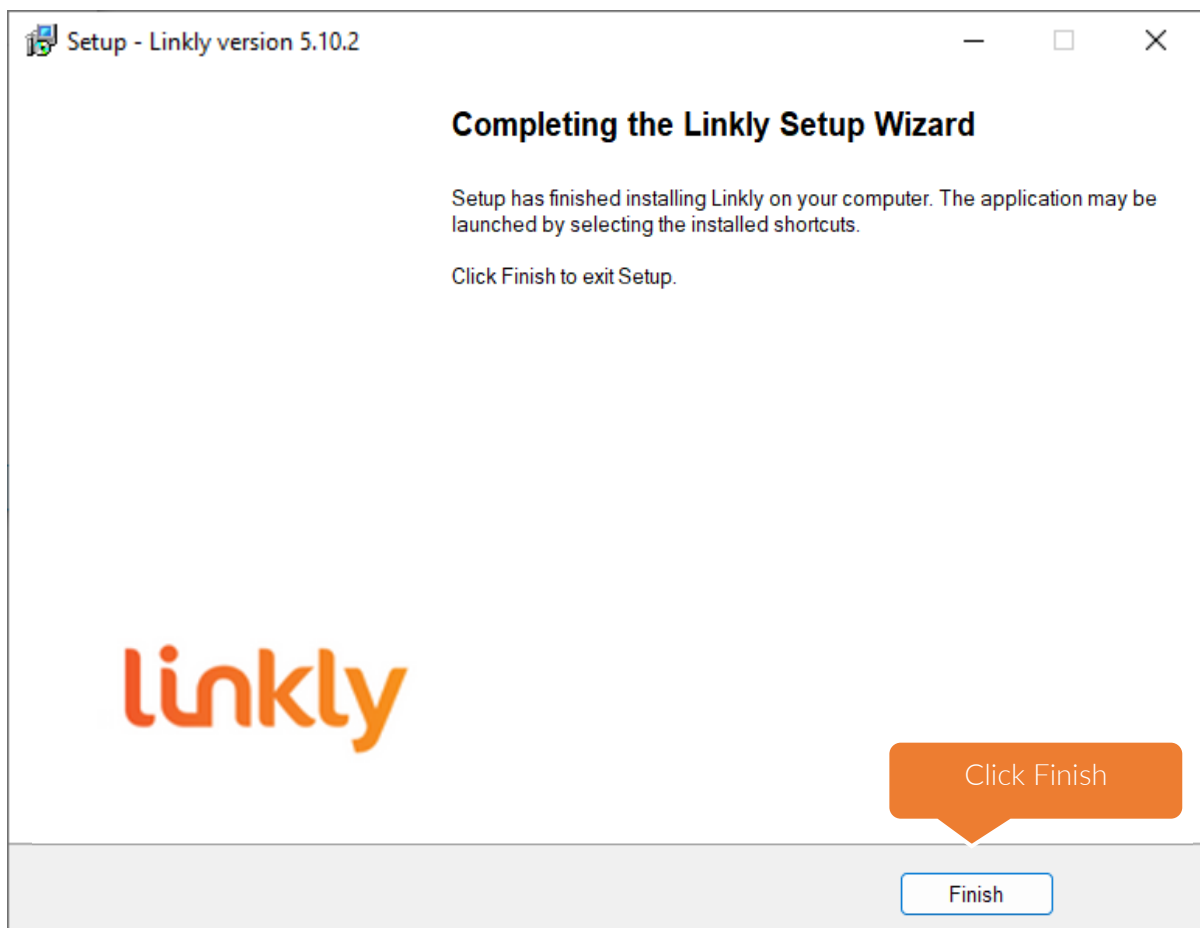 Setup - Linkly version 5.10.2
Completing the Linkly Setup Wizard
Setup has finished installing Linkly on your computer. The application may be
launched by selecting the installed shortcuts.
Click Finish to exit Setup.
linkly
Click Finish
Finish